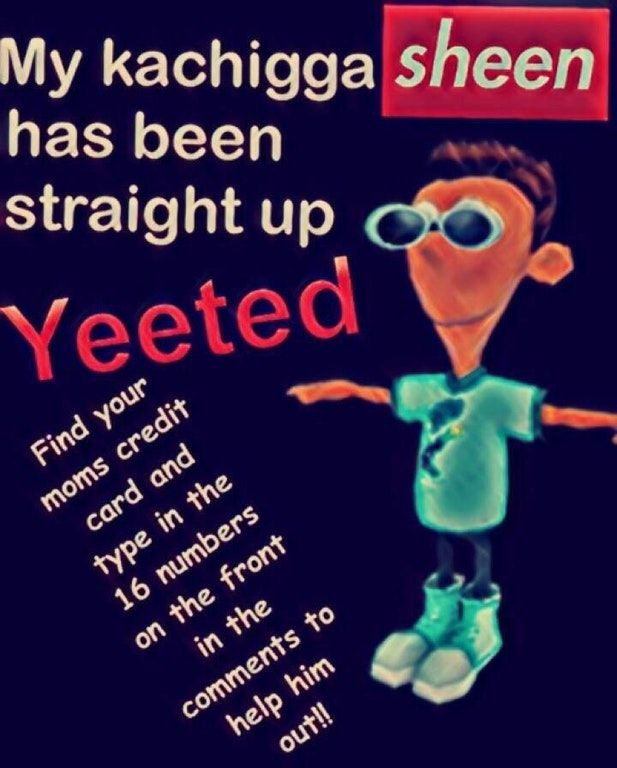 My kachigga sheen
has been
straight up
Yeeted
Find your
moms credit
card and
type in the
16 numbers
on the front
in the
comments to
help him
out!!